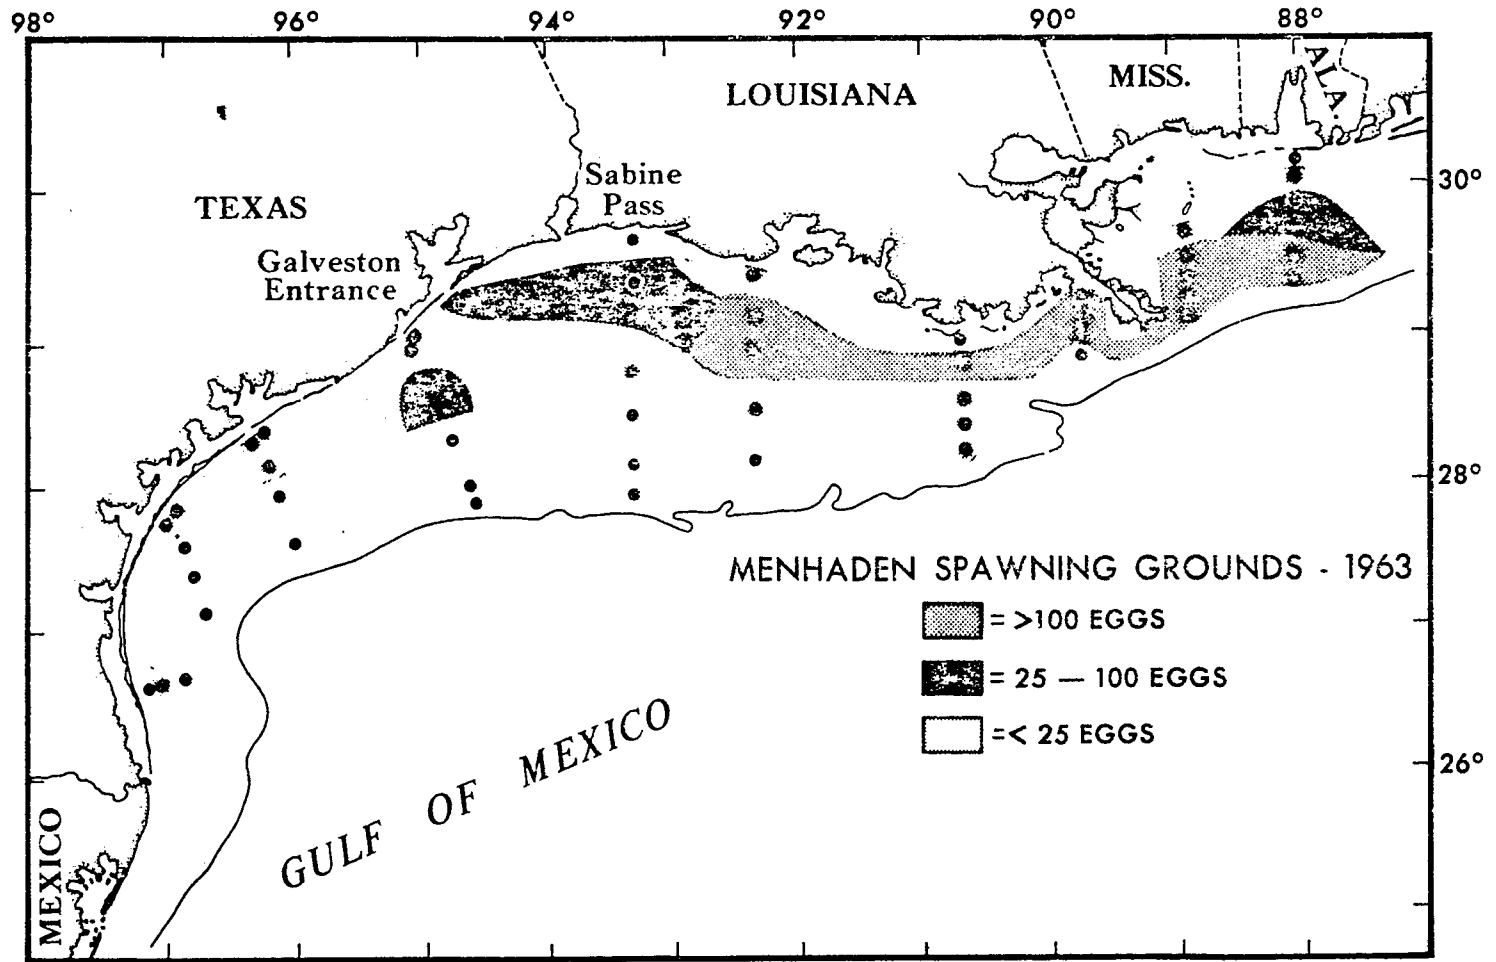 98° 96° 94° 92° 90° 88°
LOUISIANA
MISS.
ALA.
TEXAS
Sabine
Pass
30°
Galveston
Entrance
28°
MENHADEN SPAWNING GROUNDS - 1963
= >100 EGGS
= 25 — 100 EGGS
=< 25 EGGS
26°
GULF OF MEXICO
MEXICO